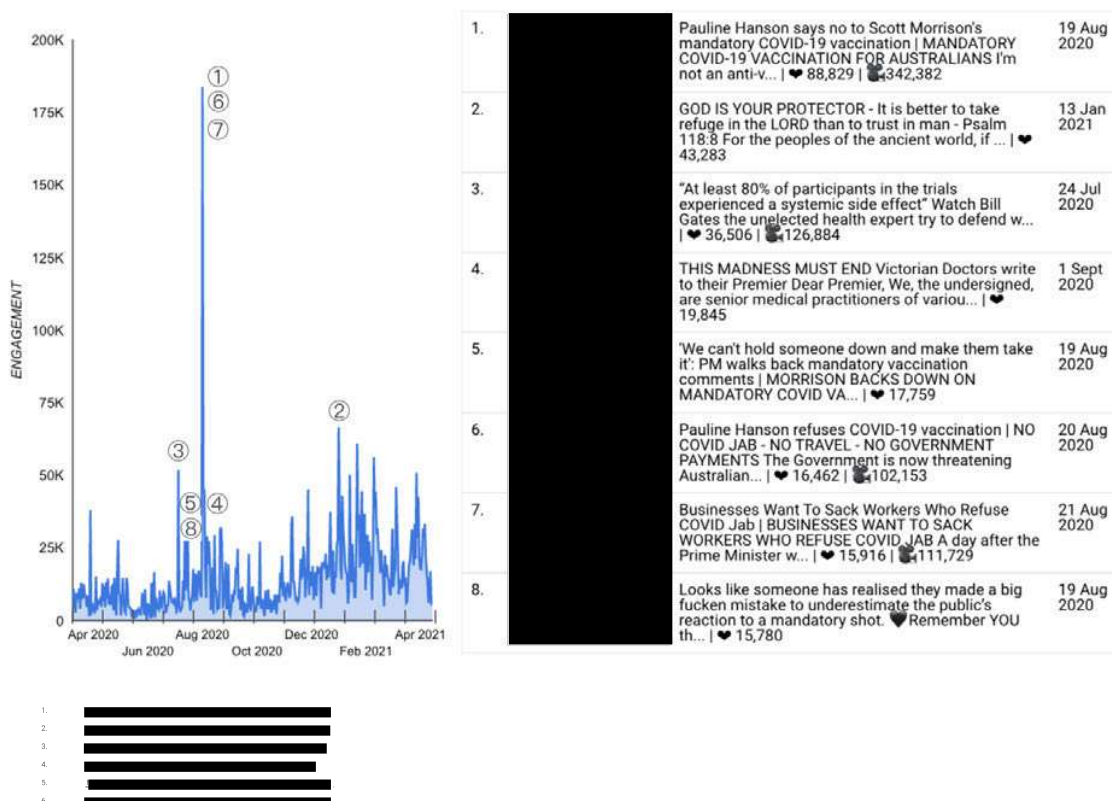 200K
175K
150K
125K
100K
75K
50K
25K
0
ENGAGEMENT
①
⑥
⑦
②
③
⑤
④
⑧
Apr 2020
Jun 2020
Aug 2020
Oct 2020
Dec 2020
Feb 2021
Apr 2021
1.
Pauline Hanson says no to Scott Morrison's
mandatory COVID-19 vaccination | MANDATORY
COVID-19 VACCINATION FOR AUSTRALIANS I'm
not an anti-v... | ❤ 88,829 | 🎥342,382
19 Aug
2020
2.
GOD IS YOUR PROTECTOR - It is better to take
refuge in the LORD than to trust in man - Psalm
118:8 For the peoples of the ancient world, if ... | ❤
43,283
13 Jan
2021
3.
“At least 80% of participants in the trials
experienced a systemic side effect” Watch Bill
Gates the unelected health expert try to defend w...
| ❤ 36,506 | 🎥126,884
24 Jul
2020
4.
THIS MADNESS MUST END Victorian Doctors write
to their Premier Dear Premier, We, the undersigned,
are senior medical practitioners of variou... | ❤
19,845
1 Sept
2020
5.
'We can't hold someone down and make them take
it': PM walks back mandatory vaccination
comments | MORRISON BACKS DOWN ON
MANDATORY COVID VA... | ❤ 17,759
19 Aug
2020
6.
Pauline Hanson refuses COVID-19 vaccination | NO
COVID JAB - NO TRAVEL - NO GOVERNMENT
PAYMENTS The Government is now threatening
Australian... | ❤ 16,462 | 🎥102,153
20 Aug
2020
7.
Businesses Want To Sack Workers Who Refuse
COVID Jab | BUSINESSES WANT TO SACK
WORKERS WHO REFUSE COVID JAB A day after the
Prime Minister w... | ❤ 15,916 | 🎥111,729
21 Aug
2020
8.
Looks like someone has realised they made a big
fucken mistake to underestimate the public's
reaction to a mandatory shot. 🖤Remember YOU
th... | ❤ 15,780
19 Aug
2020
1.
2.
3.
4.
5.